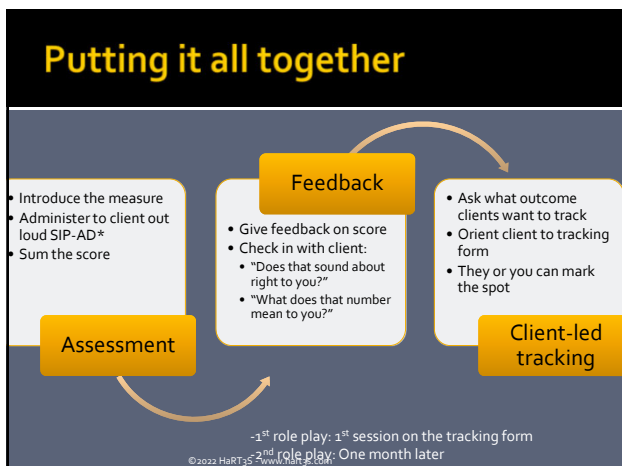 Putting it all together
• Introduce the measure
• Administer to client out
loud SIP-AD*
• Sum the score
Assessment
Feedback
• Give feedback on score
• Check in with client:
• “Does that sound about
right to you?”
• “What does that number
mean to you?”
• Ask what outcome
clients want to track
• Orient client to tracking
form
• They or you can mark
the spot
Client-led
tracking
-1st role play: 1st session on the tracking form
-2nd role play: One month later
©2022 HaRT3S - www.hart3s.com